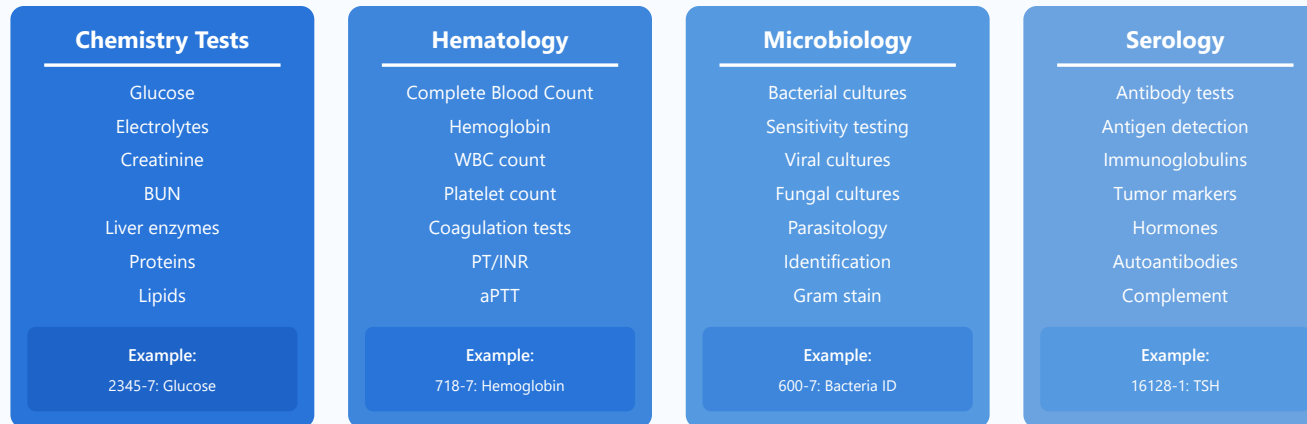 Chemistry Tests
Glucose
Electrolytes
Creatinine
BUN
Liver enzymes
Proteins
Lipids
Example:
2345-7: Glucose
Hematology
Complete Blood Count
Hemoglobin
WBC count
Platelet count
Coagulation tests
PT/INR
aPTT
Example:
718-7: Hemoglobin
Microbiology
Bacterial cultures
Sensitivity testing
Viral cultures
Fungal cultures
Parasitology
Identification
Gram stain
Example:
600-7: Bacteria ID
Serology
Antibody tests
Antigen detection
Immunoglobulins
Tumor markers
Hormones
Autoantibodies
Complement
Example:
16128-1: TSH